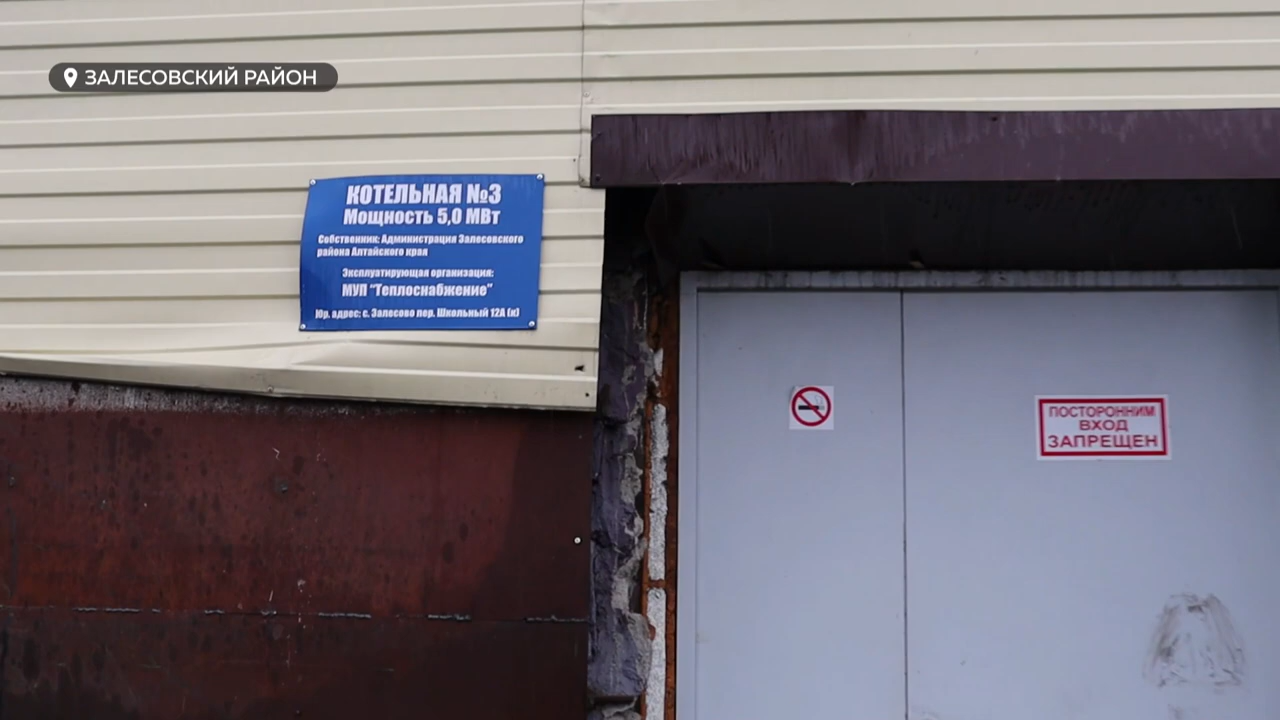 ЗАЛЕСОВСКИЙ РАЙОН
КОТЕЛЬНАЯ №3
Мощность 5,0 МВт
Собственник: Администрация Залесовского
района Алтайского края
Эксплуатирующая организация:
МУП "Теплоснабжение"
Юр. адрес: с. Залесово пер. Школьный 12А (к)
ПОСТОРОННИМ
ВХОД
ЗАПРЕЩЕН